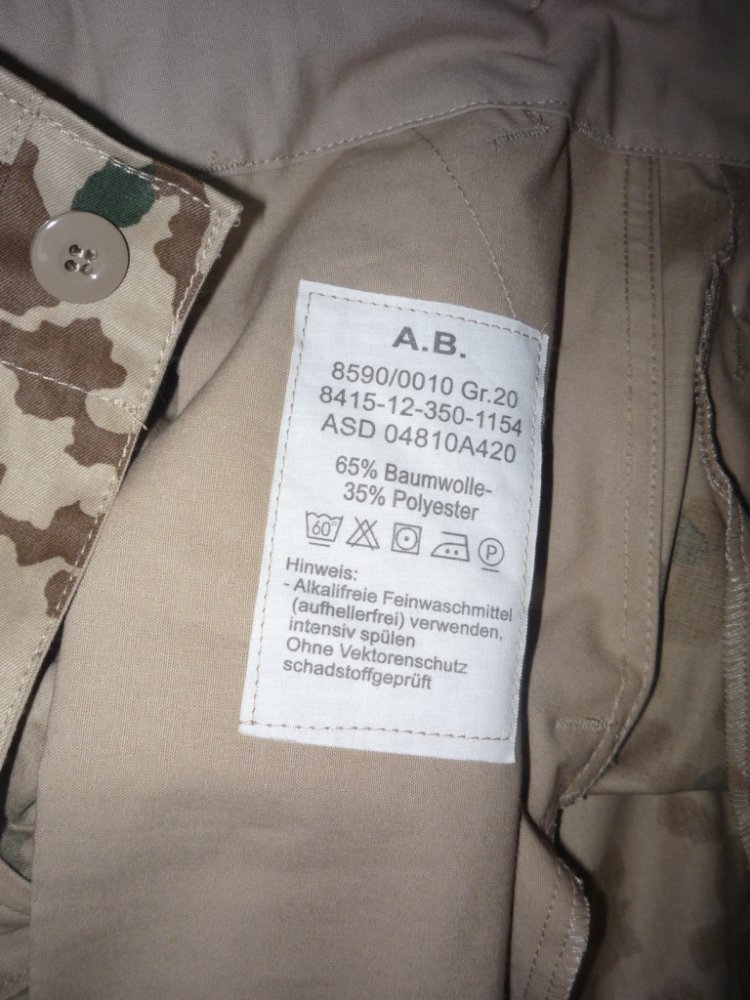 A.B.
8590/0010 Gr.20
8415-12-350-1154
ASD 04810A420
65% Baumwolle-
35% Polyester
60° P
Hinweis:
- Alkalifreie Feinwaschmittel
(aufhellerfrei) verwenden,
intensiv spülen
Ohne Vektorenschutz
schadstoffgeprüft